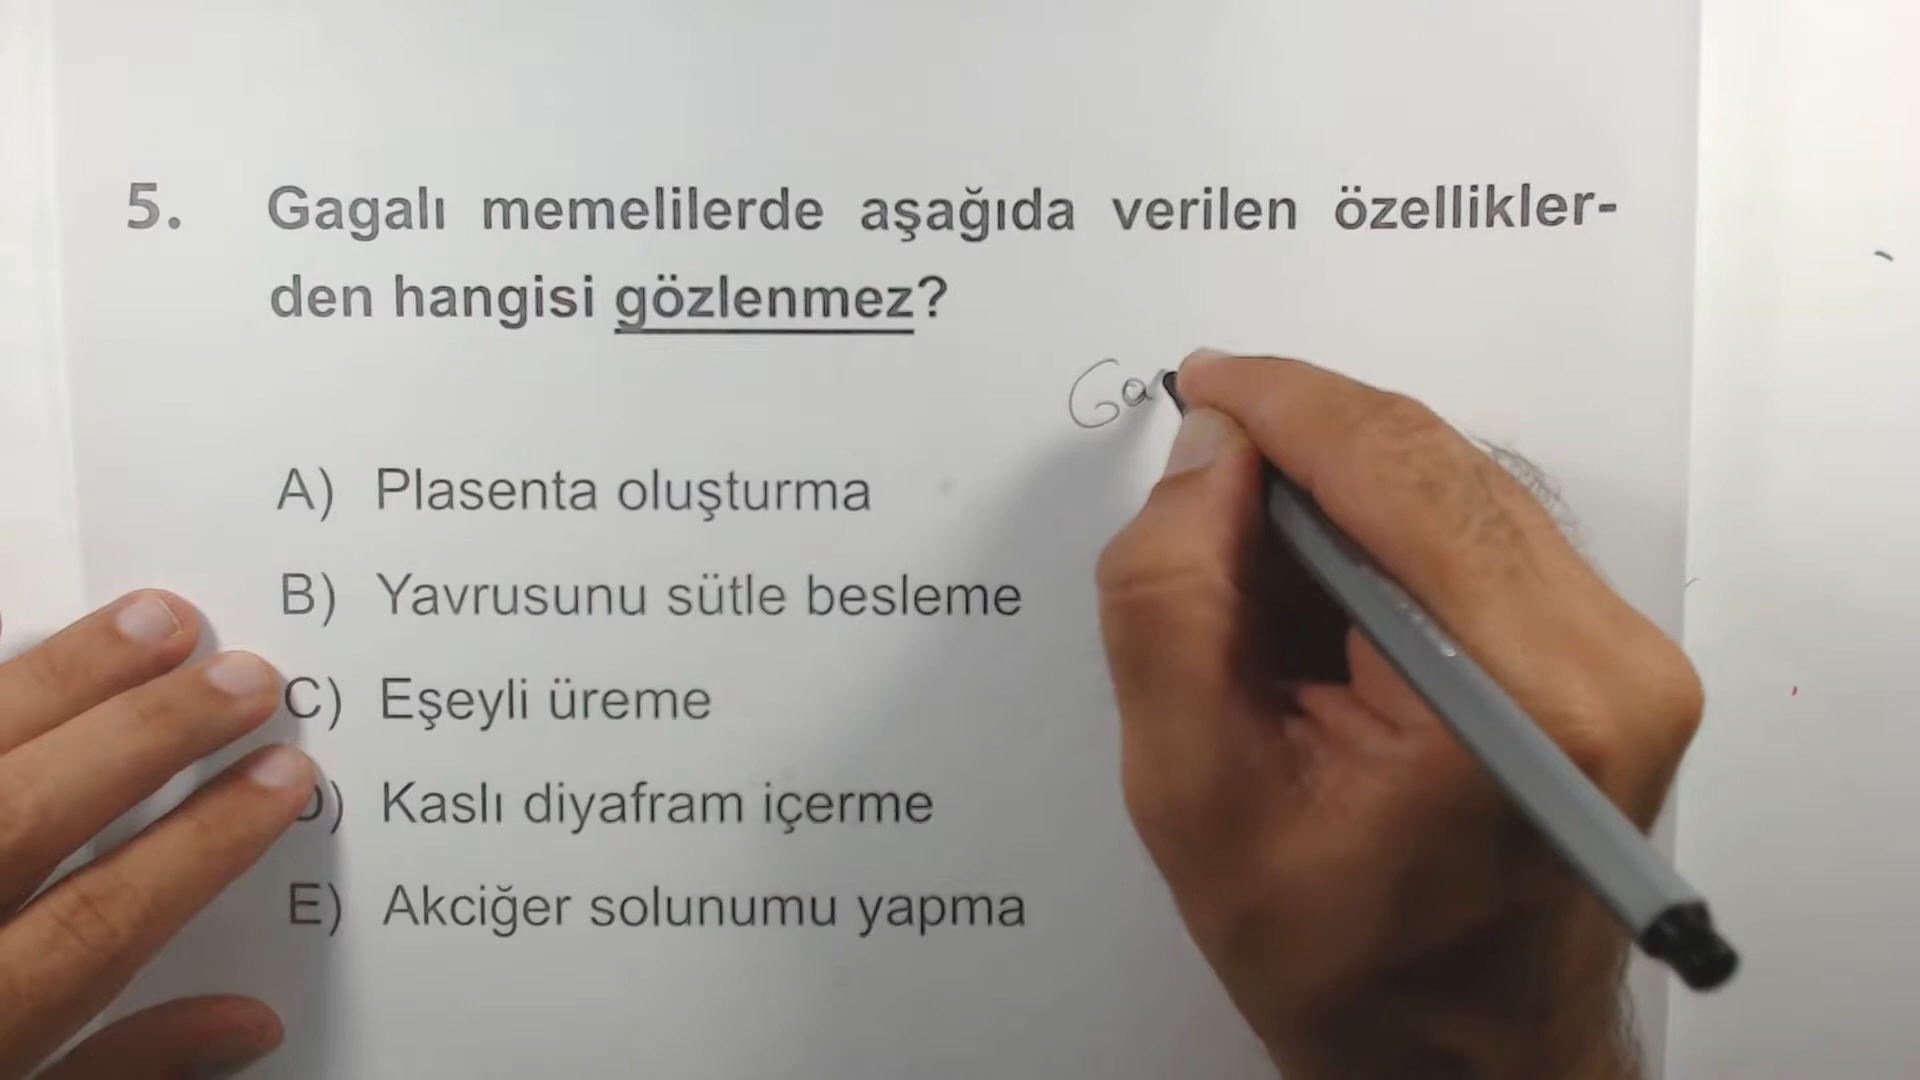 5. Gagalı memelilerde aşağıda verilen özellikler-
den hangisi gözlenmez?
Ga
A) Plasenta oluşturma
B) Yavrusunu sütle besleme
C) Eşeyli üreme
D) Kaslı diyafram içerme
E) Akciğer solunumu yapma